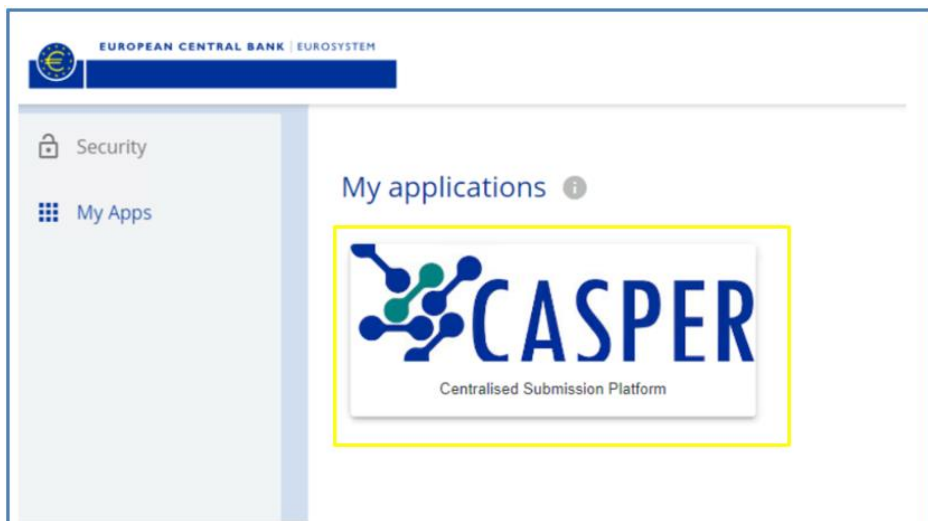 EUROPEAN CENTRAL BANK | EUROSYSTEM
Security
My Apps
My applications
CASPER
Centralised Submission Platform